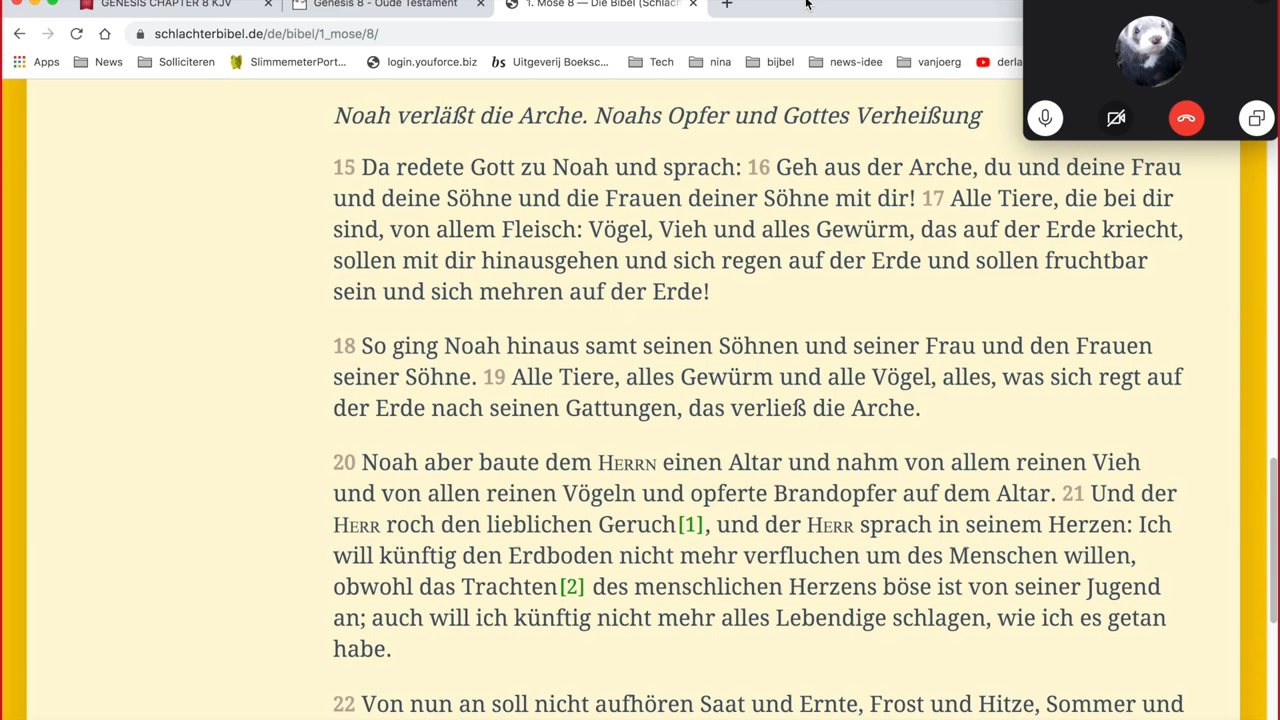 GENESIS CHAPTER 8 KJV
Genesis 8 - Oude Testament
1. Mose 8 — Die Bibel (Schlach
schlachterbibel.de/de/bibel/1_mose/8/
Apps News Solliciteren SlimmemeterPort... login.youforce.biz bs Uitgeverij Boeksc... Tech nina bijbel news-idee vanjoerg derla
Noah verläßt die Arche. Noahs Opfer und Gottes Verheißung
15 Da redete Gott zu Noah und sprach: 16 Geh aus der Arche, du und deine Frau
und deine Söhne und die Frauen deiner Söhne mit dir! 17 Alle Tiere, die bei dir
sind, von allem Fleisch: Vögel, Vieh und alles Gewürm, das auf der Erde kriecht,
sollen mit dir hinausgehen und sich regen auf der Erde und sollen fruchtbar
sein und sich mehren auf der Erde!
18 So ging Noah hinaus samt seinen Söhnen und seiner Frau und den Frauen
seiner Söhne. 19 Alle Tiere, alles Gewürm und alle Vögel, alles, was sich regt auf
der Erde nach seinen Gattungen, das verließ die Arche.
20 Noah aber baute dem HERRN einen Altar und nahm von allem reinen Vieh
und von allen reinen Vögeln und opferte Brandopfer auf dem Altar. 21 Und der
HERR roch den lieblichen Geruch[1], und der HERR sprach in seinem Herzen: Ich
will künftig den Erdboden nicht mehr verfluchen um des Menschen willen,
obwohl das Trachten[2] des menschlichen Herzens böse ist von seiner Jugend
an; auch will ich künftig nicht mehr alles Lebendige schlagen, wie ich es getan
habe.
22 Von nun an soll nicht aufhören Saat und Ernte, Frost und Hitze, Sommer und